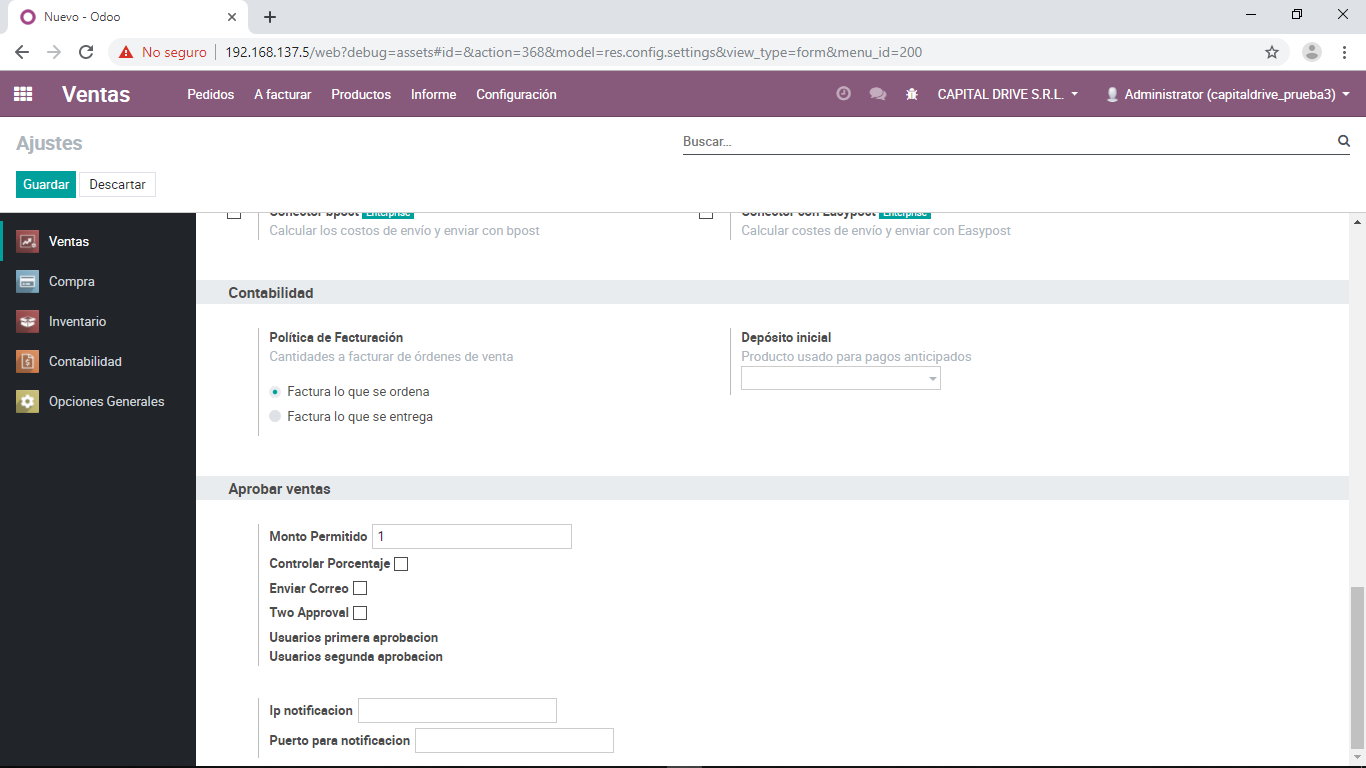 Nuevo - Odoo
No seguro
192.168.137.5/web?debug=assets#id=&action=368&model=res.config.settings&view_type=form&menu_id=200
Ventas Pedidos A facturar Productos Informe Configuración CAPITAL DRIVE S.R.L. Administrator (capitaldrive_prueba3)
Ajustes
Buscar...
Guardar Descartar
Conector bpost Enterprise Conector con Easypost Enterprise
Calcular los costos de envío y enviar con bpost Calcular costes de envío y enviar con Easypost
Ventas
Compra
Inventario
Contabilidad
Opciones Generales
Contabilidad
Política de Facturación Depósito inicial
Cantidades a facturar de órdenes de venta Producto usado para pagos anticipados
Factura lo que se ordena
Factura lo que se entrega
Aprobar ventas
Monto Permitido 1
Controlar Porcentaje
Enviar Correo
Two Approval
Usuarios primera aprobacion
Usuarios segunda aprobacion
Ip notificacion
Puerto para notificacion